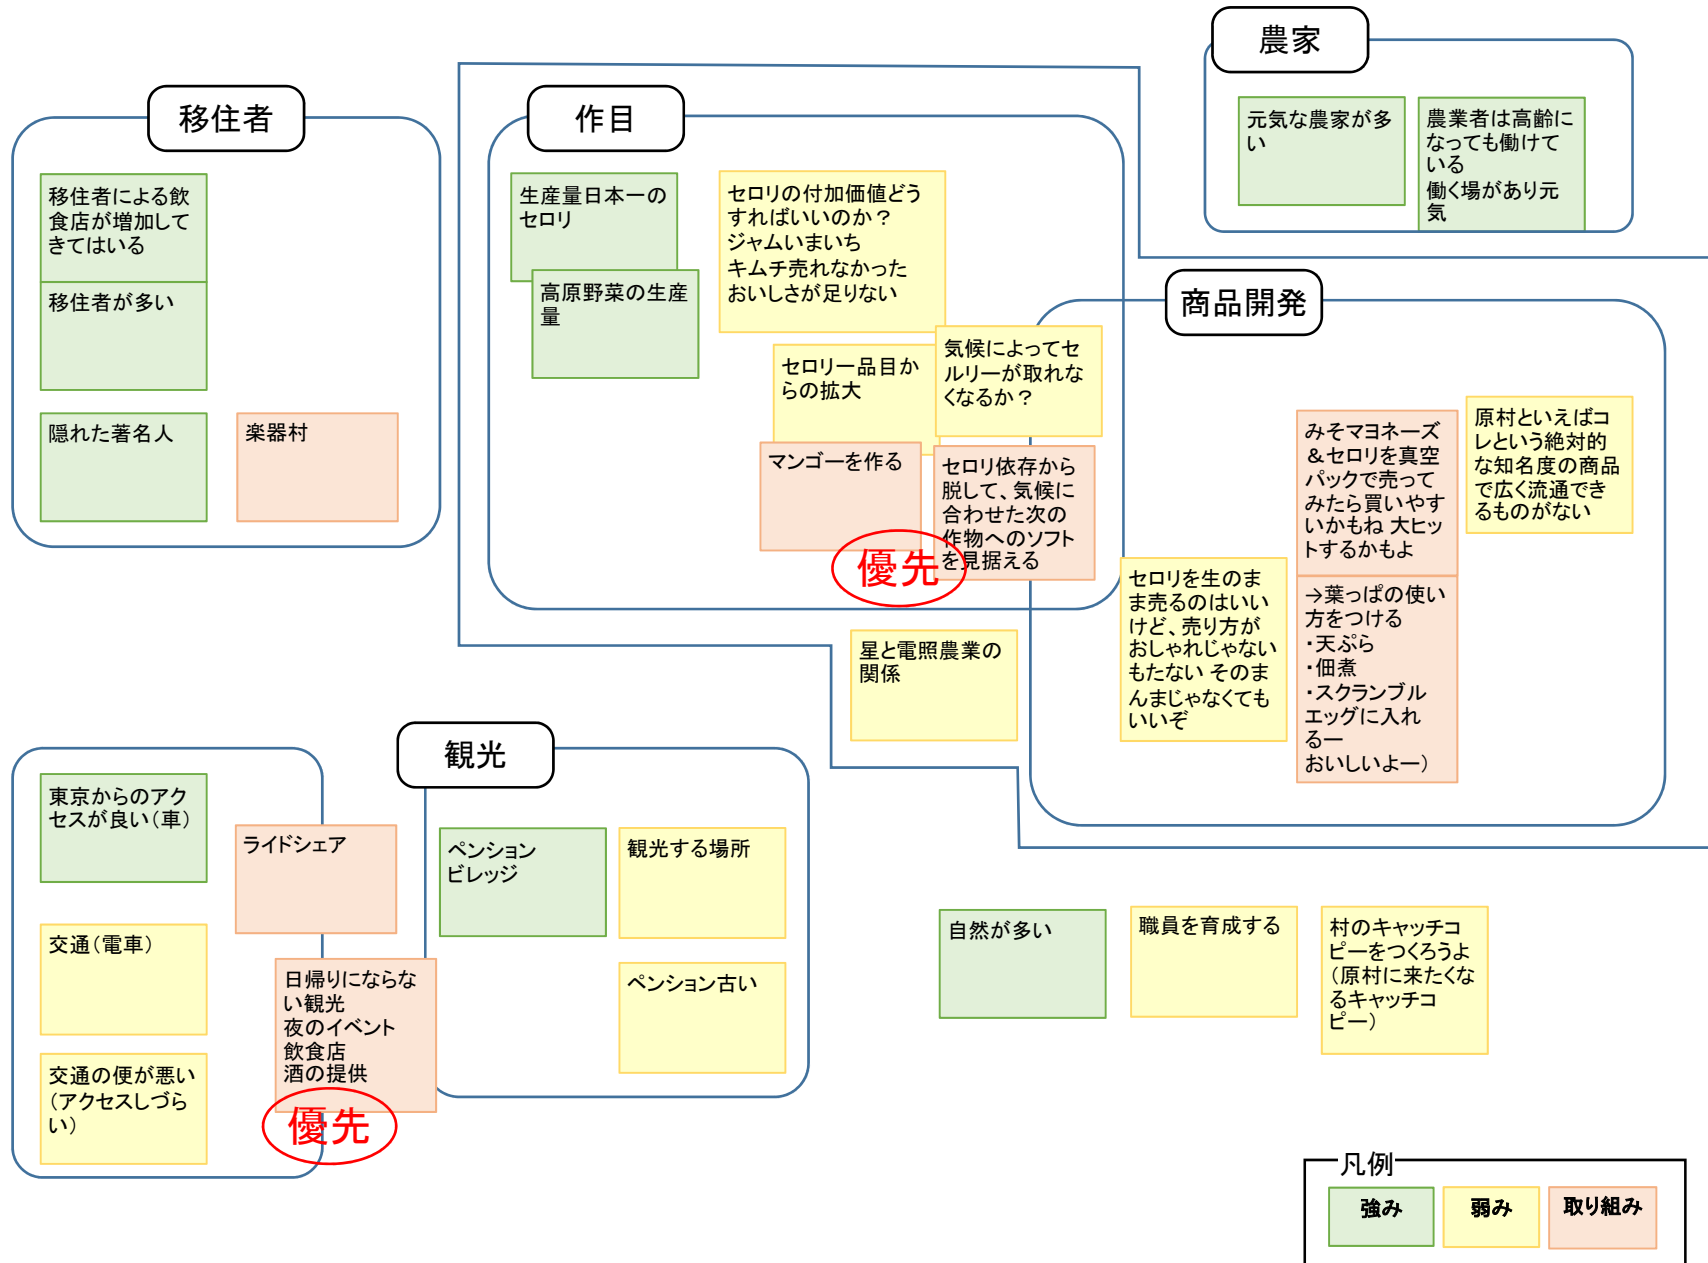 農家
元気な農家が多
い
農業者は高齢に
なっても働けて
いる
働く場があり元
気
移住者
移住者による飲
食店が増加して
きてはいる
移住者が多い
隠れた著名人
楽器村
作目
生産量日本一の
セロリ
高原野菜の生産
量
セロリの付加価値どう
すればいいのか？
ジャムいまいち
キムチ売れなかった
おいしさが足りない
セロリー品目か
らの拡大
気候によってセ
ルリーが取れな
くなるか？
マンゴーを作る
セロリ依存から
脱して、気候に
合わせた次の
作物へのソフト
を見据える
優先
商品開発
みそマヨネーズ
＆セロリを真空
パックで売って
みたら買いやす
いかもね 大ヒッ
トするかもよ
原村といえばコ
レという絶対的
な知名度の商品
で広く流通でき
るものがない
セロリを生のま
ま売るのはいい
けど、売り方が
おしゃれじゃない
もたない そのま
んまじゃなくても
いいぞ
→葉っぱの使い
方をつける
・天ぷら
・佃煮
・スクランブル
エッグに入れ
るー
おいしいよー）
星と電照農業の
関係
観光
東京からのアク
セスが良い（車）
ライドシェア
交通（電車）
日帰りにならな
い観光
夜のイベント
飲食店
酒の提供
交通の便が悪い
（アクセスしづら
い）
優先
ペンション
ビレッジ
観光する場所
ペンション古い
自然が多い
職員を育成する
村のキャッチコ
ピーをつくろうよ
（原村に来たくな
るキャッチコ
ピー）
凡例
強み
弱み
取り組み